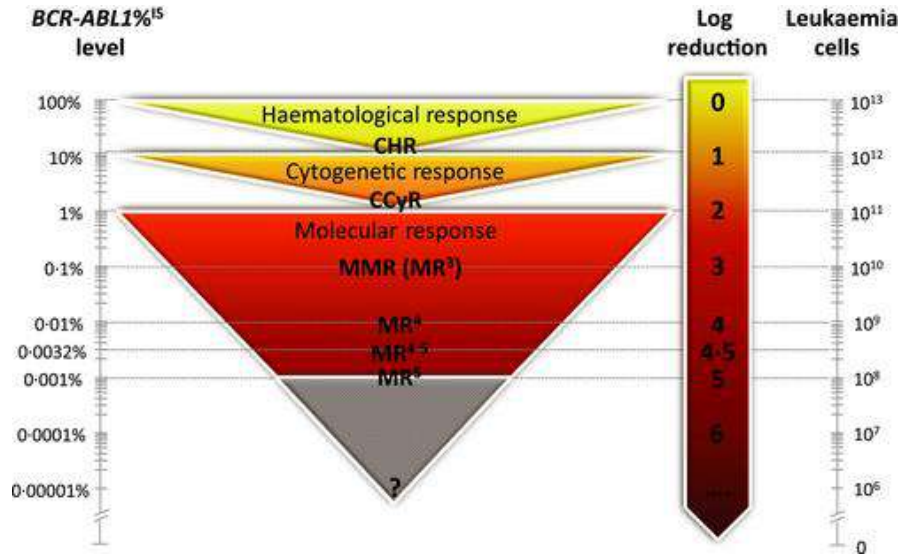 BCR-ABL1%IS
level
Log
reduction
Leukaemia
cells
100%
Haematological response
0
10¹³
CHR
10%
1
10¹²
Cytogenetic response
CCyR
1%
2
10¹¹
Molecular response
0·1%
MMR (MR³)
3
10¹⁰
0·01%
MR⁴
4
10⁹
0·0032%
MR⁴·⁵
4·5
0·001%
MR⁵
5
10⁸
0·0001%
6
10⁷
0·00001%
?
....
10⁶
0